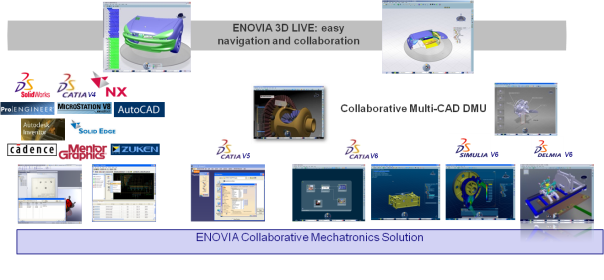 ENOVIA 3D LIVE: easy
navigation and collaboration
SolidWorks
CATIA V4
NX
Pro|ENGINEER
MICROSTATION V8
AutoCAD
Collaborative Multi-CAD DMU
Autodesk
Inventor
SOLID EDGE
cadence
Mentor
Graphics
ZUKEN
CATIA V5
CATIA V6
SIMULIA V6
DELMIA V6
ENOVIA Collaborative Mechatronics Solution